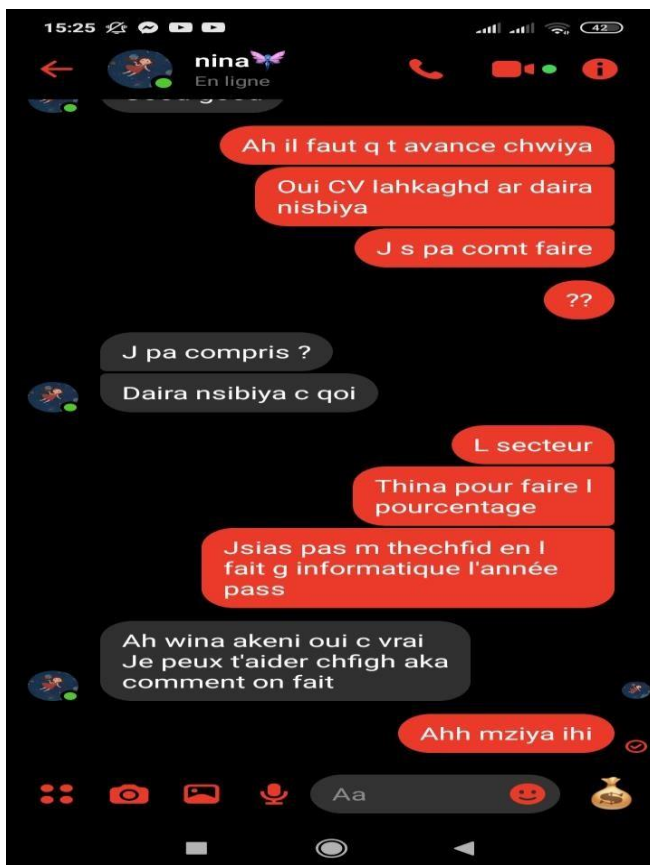 15:25
42
nina
En ligne
Ah il faut q t avance chwiya
Oui CV lahkaghd ar daira
nisbiya
J s pa comt faire
??
J pa compris ?
Daira nsibiya c qoi
L secteur
Thina pour faire l
pourcentage
Jsias pas m thechfid en l
fait g informatique l'année
pass
Ah wina akeni oui c vrai
Je peux t'aider chfigh aka
comment on fait
Ahh mziya ihi
Aa